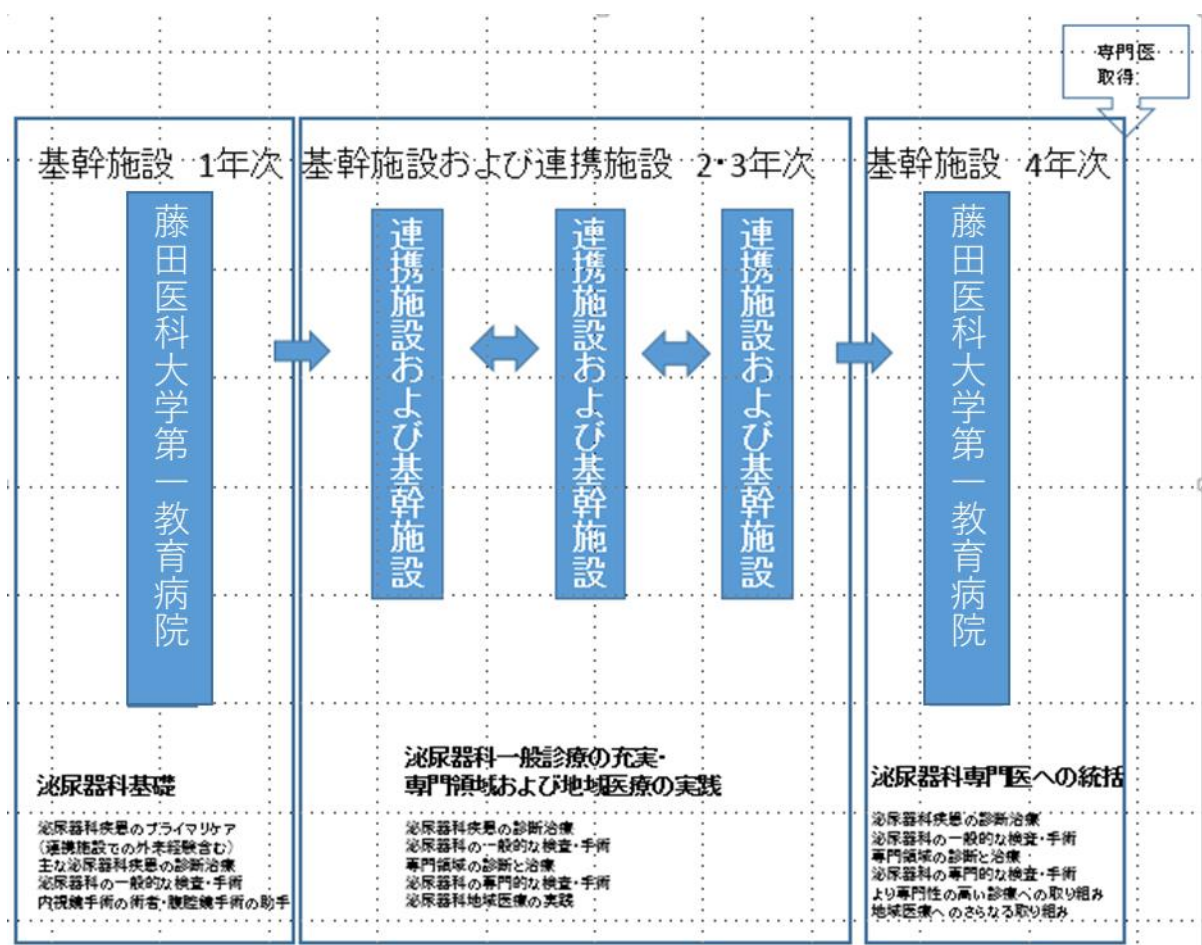 専門医
取得
基幹施設 1年次
藤田医科大学第一教育病院
泌尿器科基礎
泌尿器科疾患のプライマリケア
(連携施設での外来経験含む)
主な泌尿器科疾患の診断治療
泌尿器科の一般的な検査・手術
内視鏡手術の術者・腹腔鏡手術の助手
基幹施設および連携施設 2・3年次
連携施設および基幹施設
連携施設および基幹施設
連携施設および基幹施設
泌尿器科一般診療の充実・
専門領域および地域医療の実践
泌尿器科疾患の診断治療
泌尿器科の一般的な検査・手術
専門領域の診断と治療
泌尿器科の専門的な検査・手術
泌尿器科地域医療の実践
基幹施設 4年次
藤田医科大学第一教育病院
泌尿器科専門医への統括
泌尿器科疾患の診断治療
泌尿器科の一般的な検査・手術
専門領域の診断と治療
泌尿器科の専門的な検査・手術
より専門性の高い診療への取り組み
地域医療へのさらなる取り組み